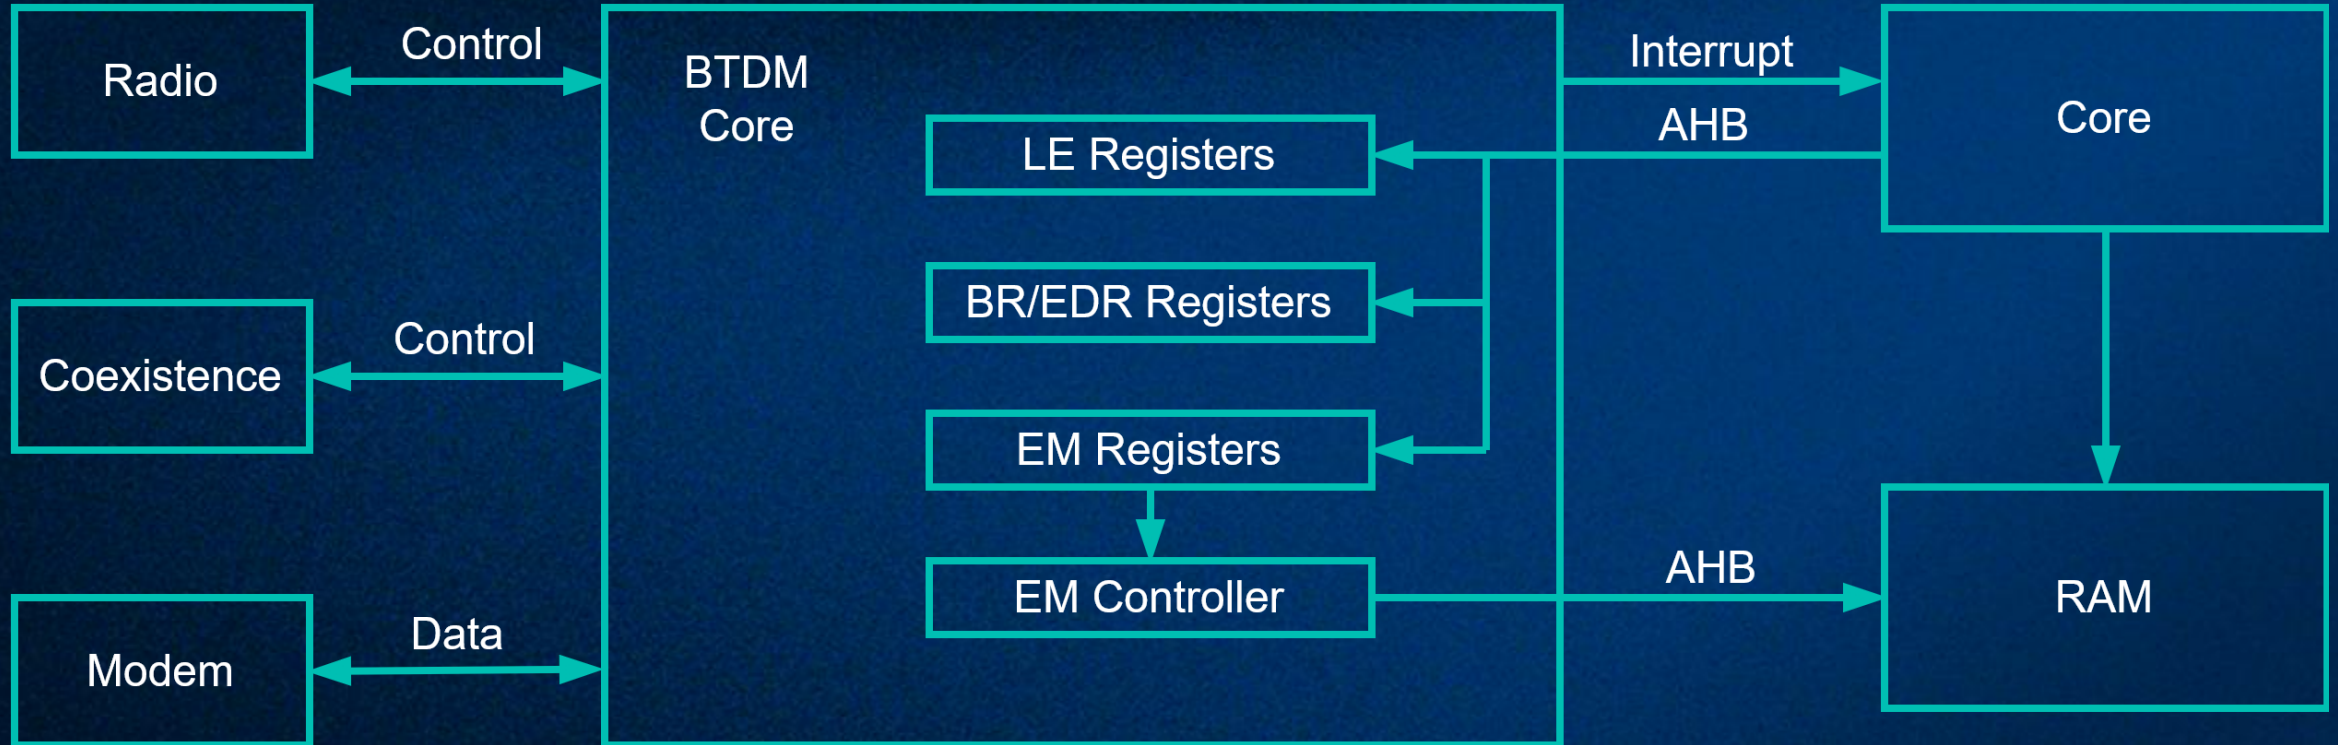 Radio
Control
BTDM
Core
Interrupt
Core
AHB
LE Registers
BR/EDR Registers
Coexistence
Control
EM Registers
EM Controller
AHB
RAM
Modem
Data